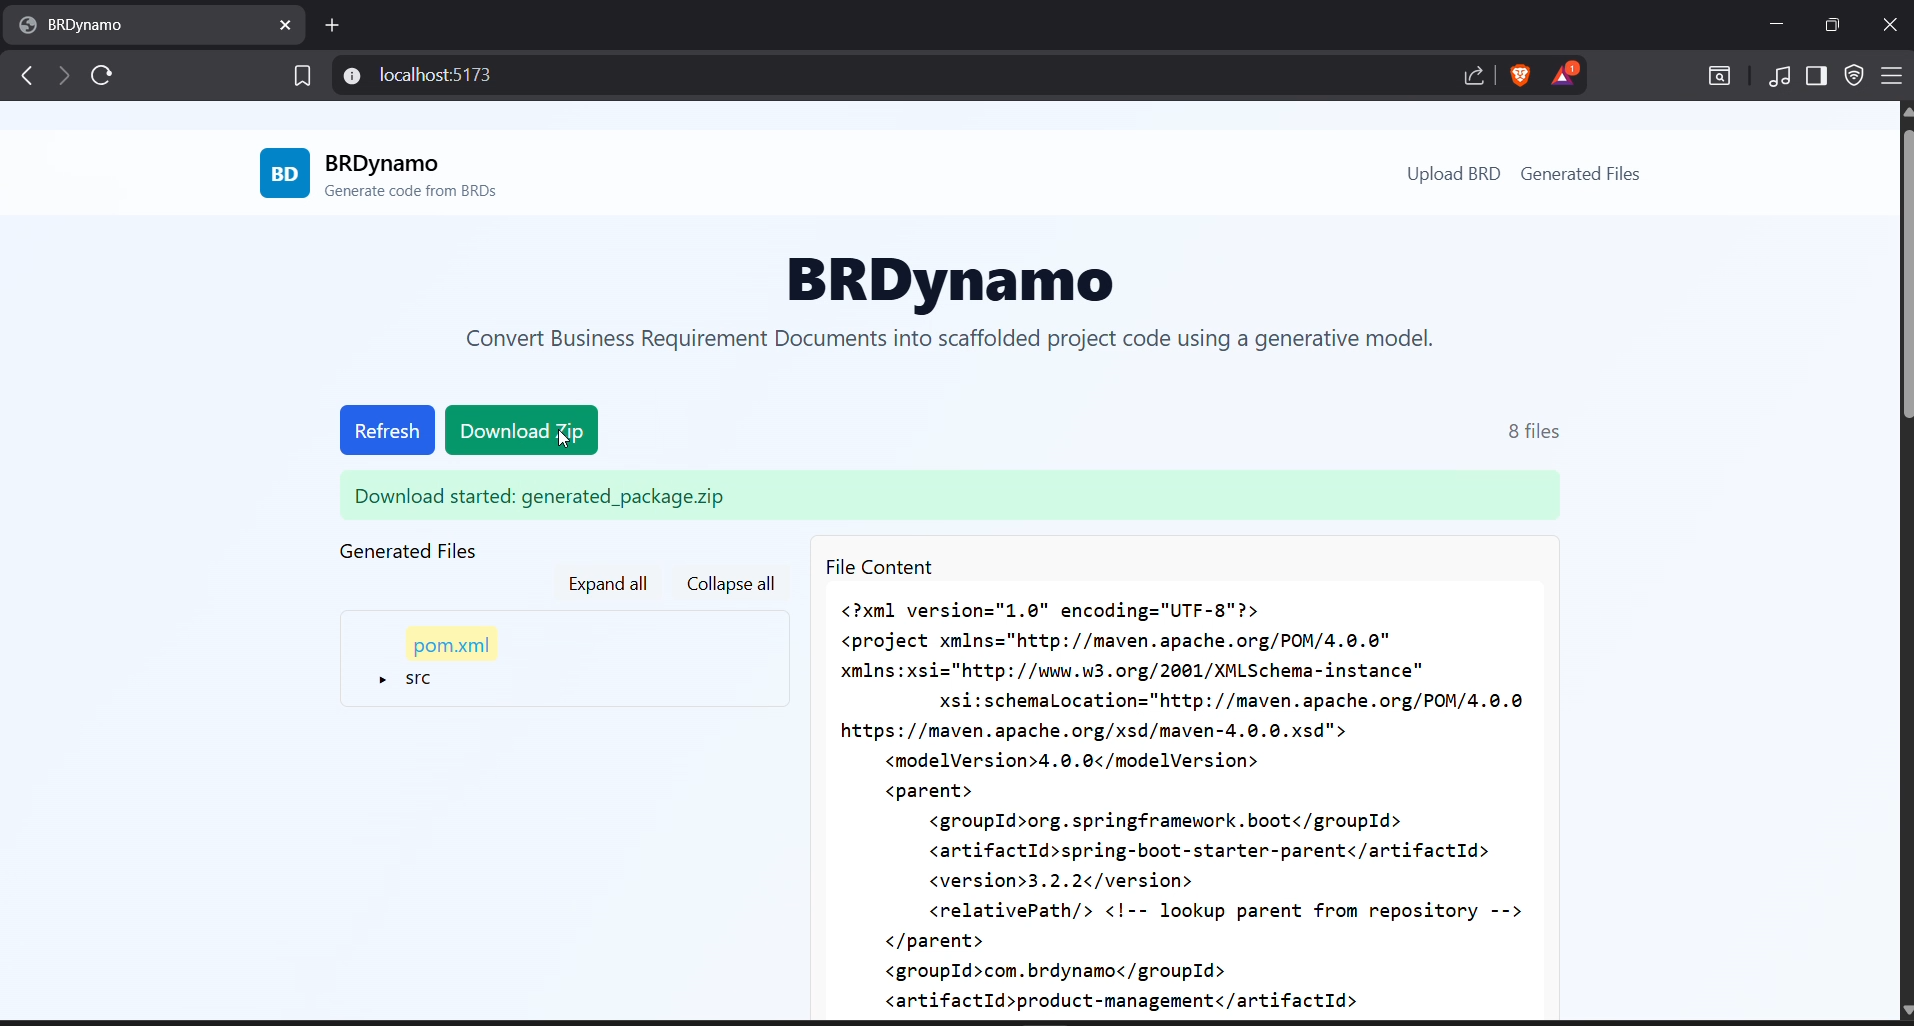 BRDynamo
localhost:5173
1
BD
BRDynamo
Generate code from BRDs
Upload BRD
Generated Files
BRDynamo
Convert Business Requirement Documents into scaffolded project code using a generative model.
Refresh
Download Zip
8 files
Download started: generated_package.zip
Generated Files
Expand all
Collapse all
pom.xml
src
File Content
<?xml version="1.0" encoding="UTF-8"?>
<project xmlns="http://maven.apache.org/POM/4.0.0"
xmlns:xsi="http://www.w3.org/2001/XMLSchema-instance"
xsi:schemaLocation="http://maven.apache.org/POM/4.0.0
https://maven.apache.org/xsd/maven-4.0.0.xsd">
<modelVersion>4.0.0</modelVersion>
<parent>
<groupId>org.springframework.boot</groupId>
<artifactId>spring-boot-starter-parent</artifactId>
<version>3.2.2</version>
<relativePath/> <!-- lookup parent from repository -->
</parent>
<groupId>com.brdynamo</groupId>
<artifactId>product-management</artifactId>